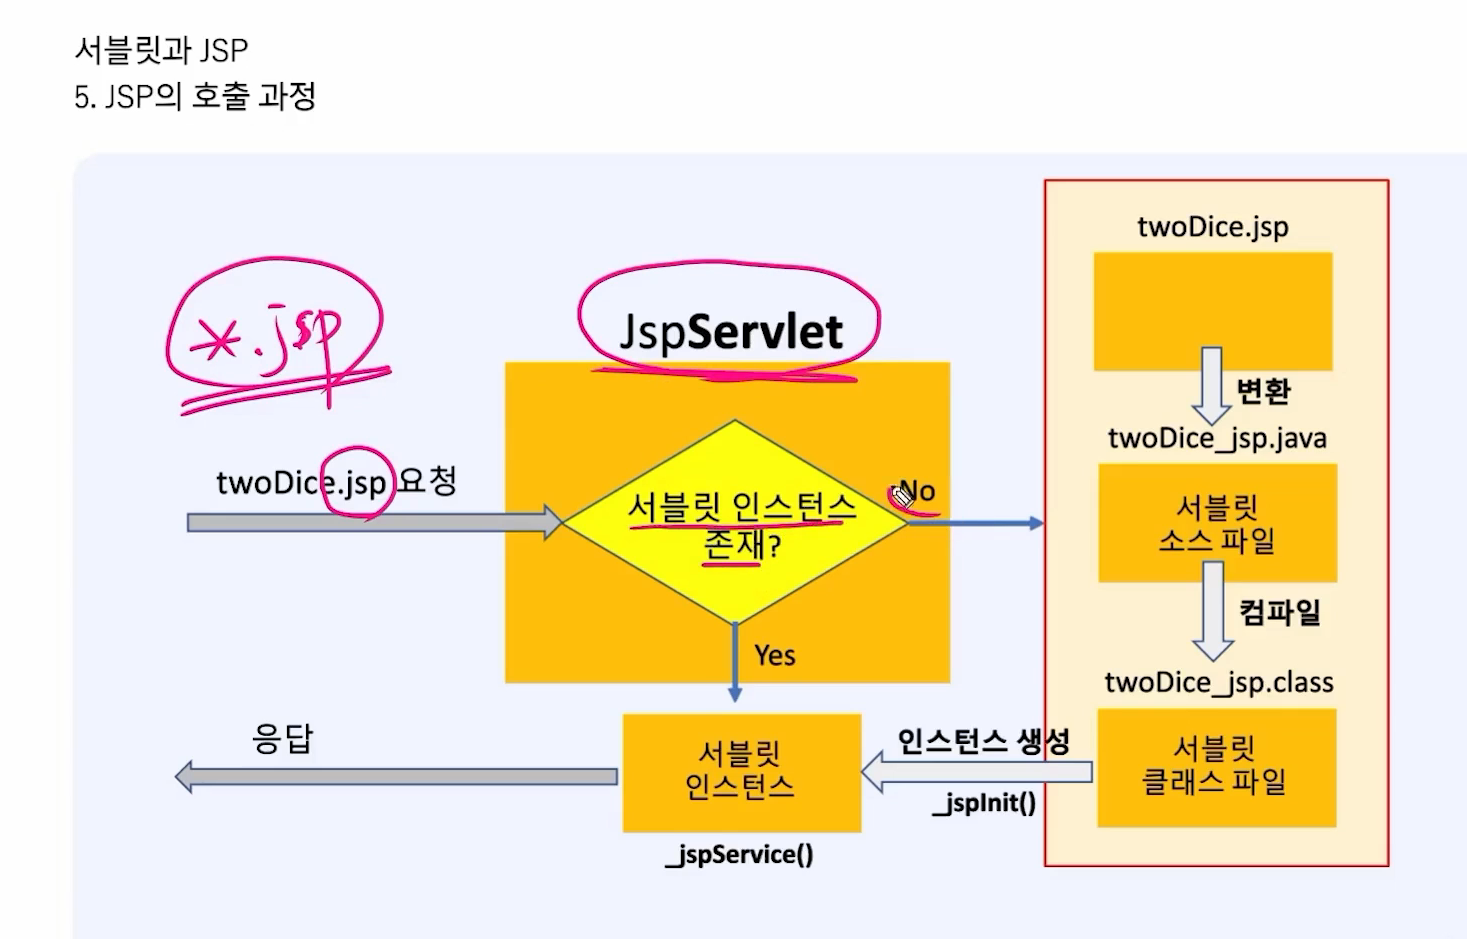 서블릿과 JSP
5. JSP의 호출 과정
*.jsp
JspServlet
twoDice.jsp 요청
서블릿 인스턴스
존재?
No
Yes
twoDice.jsp
변환
twoDice_jsp.java
서블릿
소스 파일
컴파일
twoDice_jsp.class
서블릿
클래스 파일
인스턴스 생성
_jspInit()
서블릿
인스턴스
_jspService()
응답